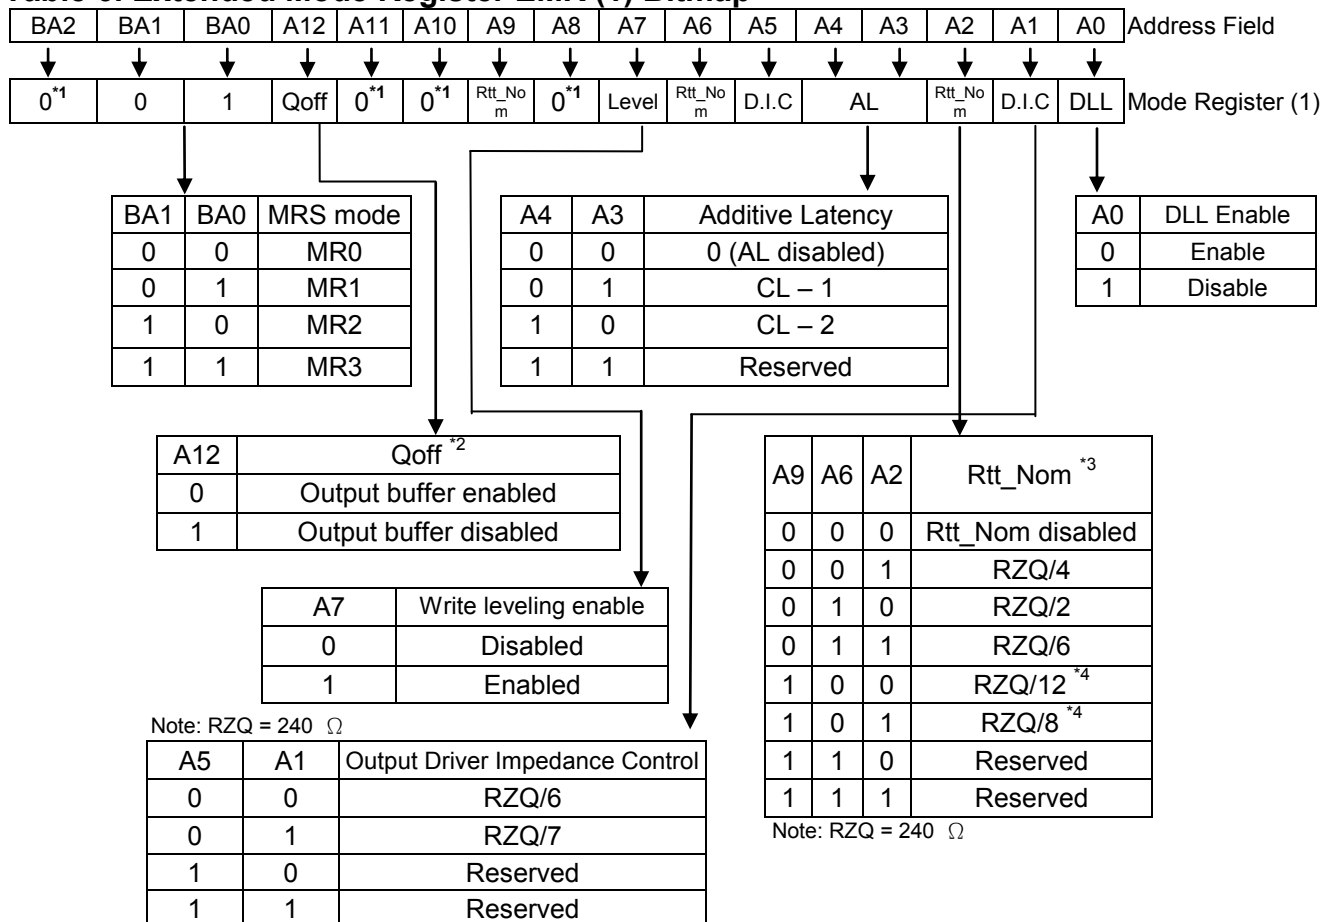 Table 6. Extended Mode Register EMR (1) Bitmap
BA2 BA1 BA0 A12 A11 A10 A9 A8 A7 A6 A5 A4 A3 A2 A1 A0 Address Field
0*1 0 1 Qoff 0*1 0*1 Rtt_No m 0*1 Level Rtt_No m D.I.C AL Rtt_No m D.I.C DLL Mode Register (1)
BA1 BA0 MRS mode
0 0 MR0
0 1 MR1
1 0 MR2
1 1 MR3
A4 A3 Additive Latency
0 0 0 (AL disabled)
0 1 CL – 1
1 0 CL – 2
1 1 Reserved
A0 DLL Enable
0 Enable
1 Disable
A12 Qoff *2
0 Output buffer enabled
1 Output buffer disabled
A9 A6 A2 Rtt_Nom *3
0 0 0 Rtt_Nom disabled
0 0 1 RZQ/4
0 1 0 RZQ/2
0 1 1 RZQ/6
1 0 0 RZQ/12 *4
1 0 1 RZQ/8 *4
1 1 0 Reserved
1 1 1 Reserved
Note: RZQ = 240 Ω
A7 Write leveling enable
0 Disabled
1 Enabled
Note: RZQ = 240 Ω
A5 A1 Output Driver Impedance Control
0 0 RZQ/6
0 1 RZQ/7
1 0 Reserved
1 1 Reserved